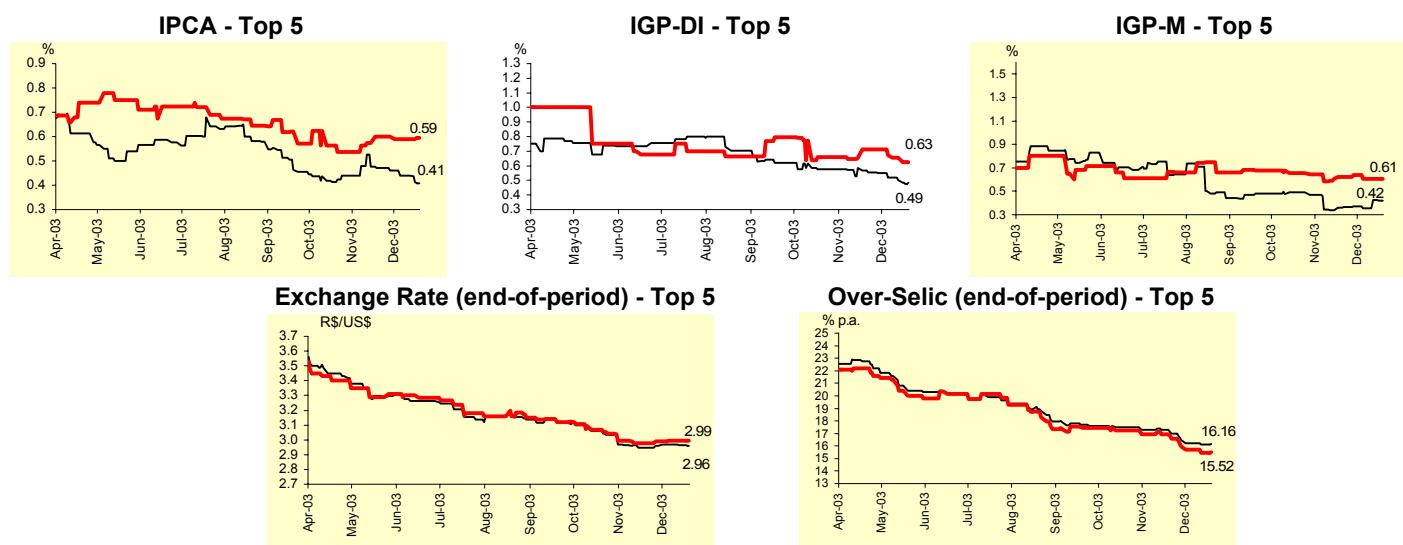 IPCA - Top 5
%
0.9
0.8
0.7
0.6
0.5
0.4
0.3
0.59
0.41
Apr-03
May-03
Jun-03
Jul-03
Aug-03
Sep-03
Oct-03
Nov-03
Dec-03
IGP-DI - Top 5
%
1.3
1.2
1.1
1.0
0.9
0.8
0.7
0.6
0.5
0.4
0.3
0.63
0.49
Apr-03
May-03
Jun-03
Jul-03
Aug-03
Sep-03
Oct-03
Nov-03
Dec-03
IGP-M - Top 5
%
1.5
1.3
1.1
0.9
0.7
0.5
0.3
0.61
0.42
Apr-03
May-03
Jun-03
Jul-03
Aug-03
Sep-03
Oct-03
Nov-03
Dec-03
Exchange Rate (end-of-period) - Top 5
R$/US$
3.7
3.6
3.5
3.4
3.3
3.2
3.1
3.0
2.9
2.8
2.7
2.99
2.96
Apr-03
May-03
Jun-03
Jul-03
Aug-03
Sep-03
Oct-03
Nov-03
Dec-03
Over-Selic (end-of-period) - Top 5
% p.a.
25
24
23
22
21
20
19
18
17
16
15
14
13
16.16
15.52
Apr-03
May-03
Jun-03
Jul-03
Aug-03
Sep-03
Oct-03
Nov-03
Dec-03